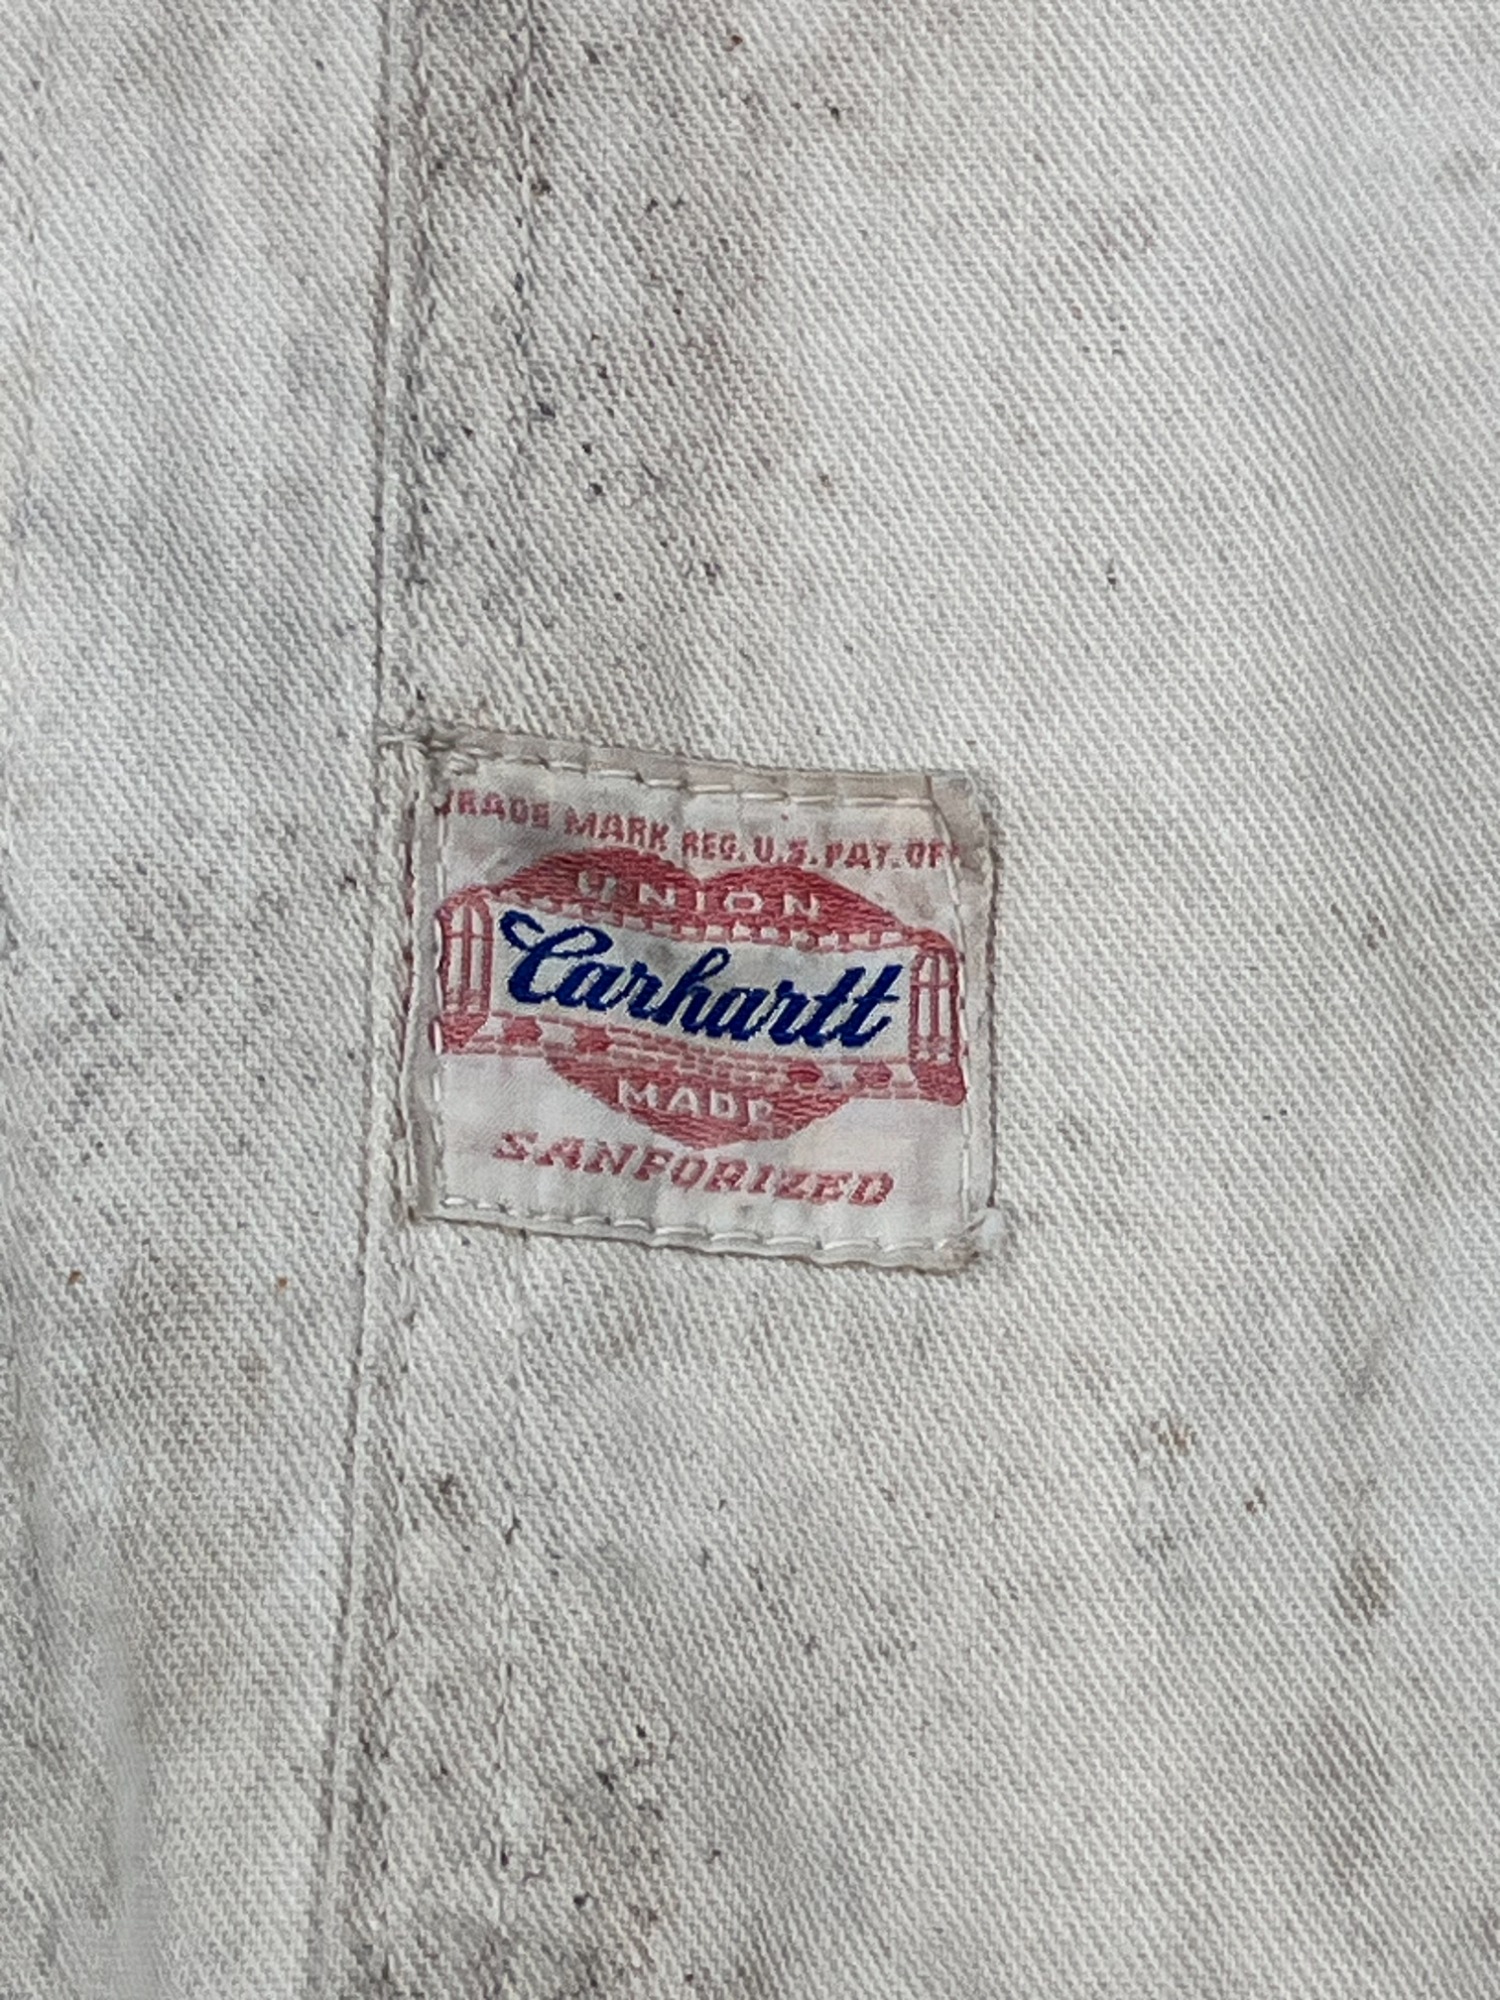 TRADE MARK REG. U.S. PAT. OFF
UNION
Carhartt
MADE
SANFORIZED